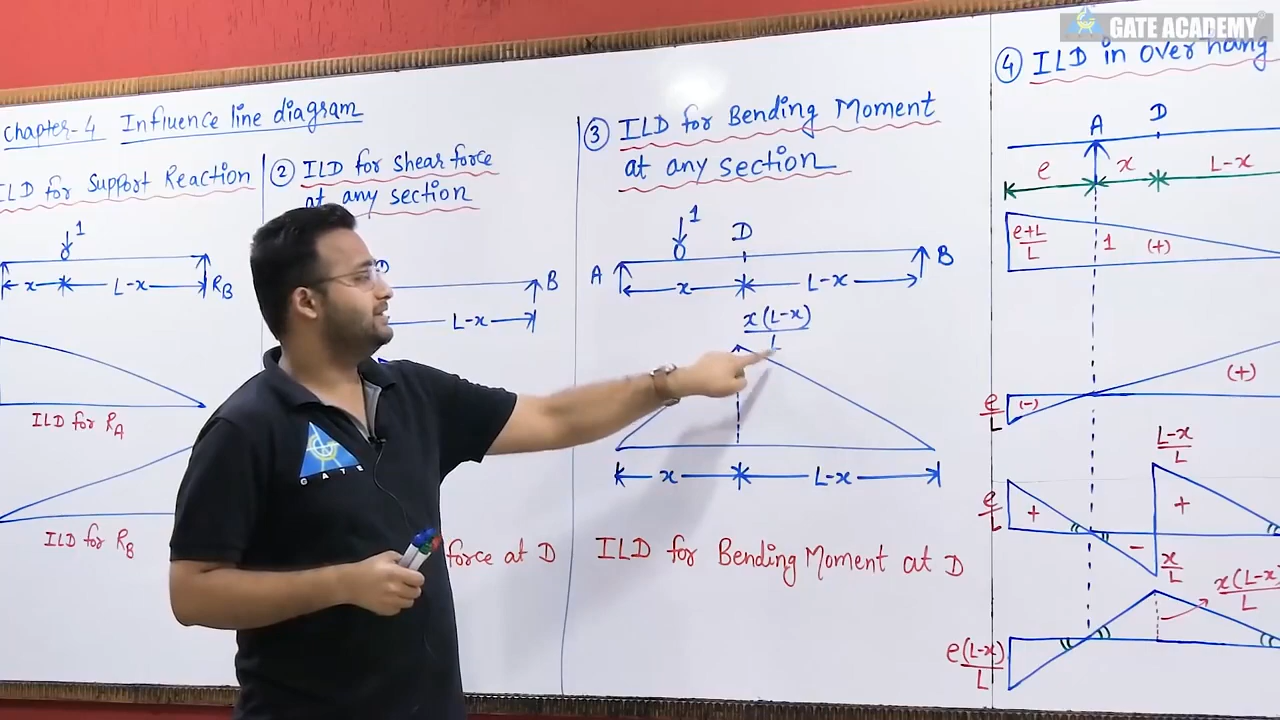 GATE ACADEMY
Chapter-4 Influence line diagram
ILD for Support Reaction
1
x
L-x
RB
ILD for RA
ILD for RB
② ILD for shear force
at any section
D
B
L-x
force at D
③ ILD for Bending Moment
at any section
1
D
A
B
x
L-x
x(L-x)
L
x
L-x
ILD for Bending Moment at D
④ ILD in over hang
A
D
e
x
L-x
e+L
L
1
(+)
e
L
(-)
(+)
L-x
L
e
L
+
-
+
x
L
x(L-x)
L
e(L-x)
L
GATE